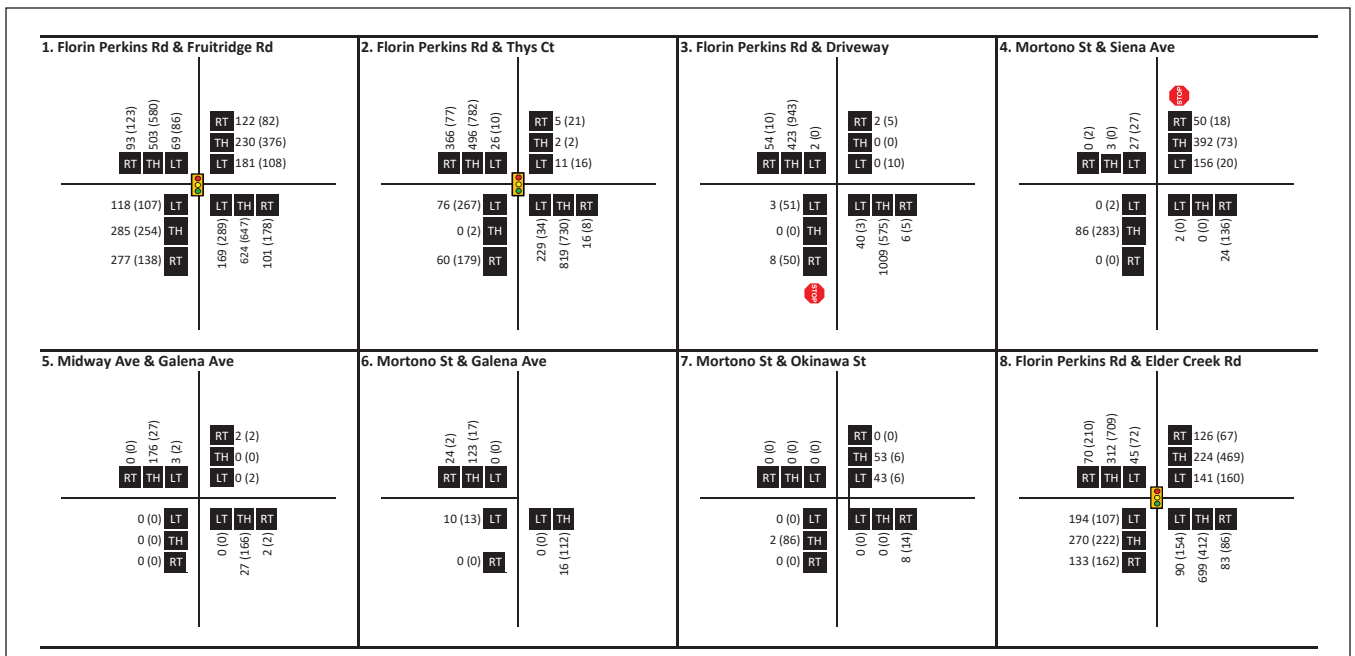 1. Florin Perkins Rd & Fruitridge Rd
93 (123)
503 (580)
69 (86)
RT TH LT
RT 122 (82)
TH 230 (376)
LT 181 (108)
118 (107) LT
285 (254) TH
277 (138) RT
LT TH RT
169 (289)
624 (647)
101 (178)
2. Florin Perkins Rd & Thys Ct
366 (77)
496 (782)
26 (10)
RT TH LT
RT 5 (21)
TH 2 (2)
LT 11 (16)
76 (267) LT
0 (2) TH
60 (179) RT
LT TH RT
229 (34)
819 (730)
16 (8)
3. Florin Perkins Rd & Driveway
54 (10)
423 (943)
2 (0)
RT TH LT
RT 2 (5)
TH 0 (0)
LT 0 (10)
3 (51) LT
0 (0) TH
8 (50) RT
STOP
LT TH RT
40 (3)
1009 (575)
6 (5)
4. Mortono St & Siena Ave
0 (2)
3 (0)
27 (27)
RT TH LT
STOP
RT 50 (18)
TH 392 (73)
LT 156 (20)
0 (2) LT
86 (283) TH
0 (0) RT
LT TH RT
2 (0)
0 (0)
24 (136)
5. Midway Ave & Galena Ave
0 (0)
176 (27)
3 (2)
RT TH LT
RT 2 (2)
TH 0 (0)
LT 0 (2)
0 (0) LT
0 (0) TH
0 (0) RT
LT TH RT
0 (0)
27 (166)
2 (2)
6. Mortono St & Galena Ave
24 (2)
123 (17)
0 (0)
RT TH LT
10 (13) LT
0 (0) RT
LT TH
0 (0)
16 (112)
7. Mortono St & Okinawa St
0 (0)
0 (0)
0 (0)
RT TH LT
RT 0 (0)
TH 53 (6)
LT 43 (6)
0 (0) LT
2 (86) TH
0 (0) RT
LT TH RT
0 (0)
0 (0)
8 (14)
8. Florin Perkins Rd & Elder Creek Rd
70 (210)
312 (709)
45 (72)
RT TH LT
RT 126 (67)
TH 224 (469)
LT 141 (160)
194 (107) LT
270 (222) TH
133 (162) RT
LT TH RT
90 (154)
699 (412)
83 (86)